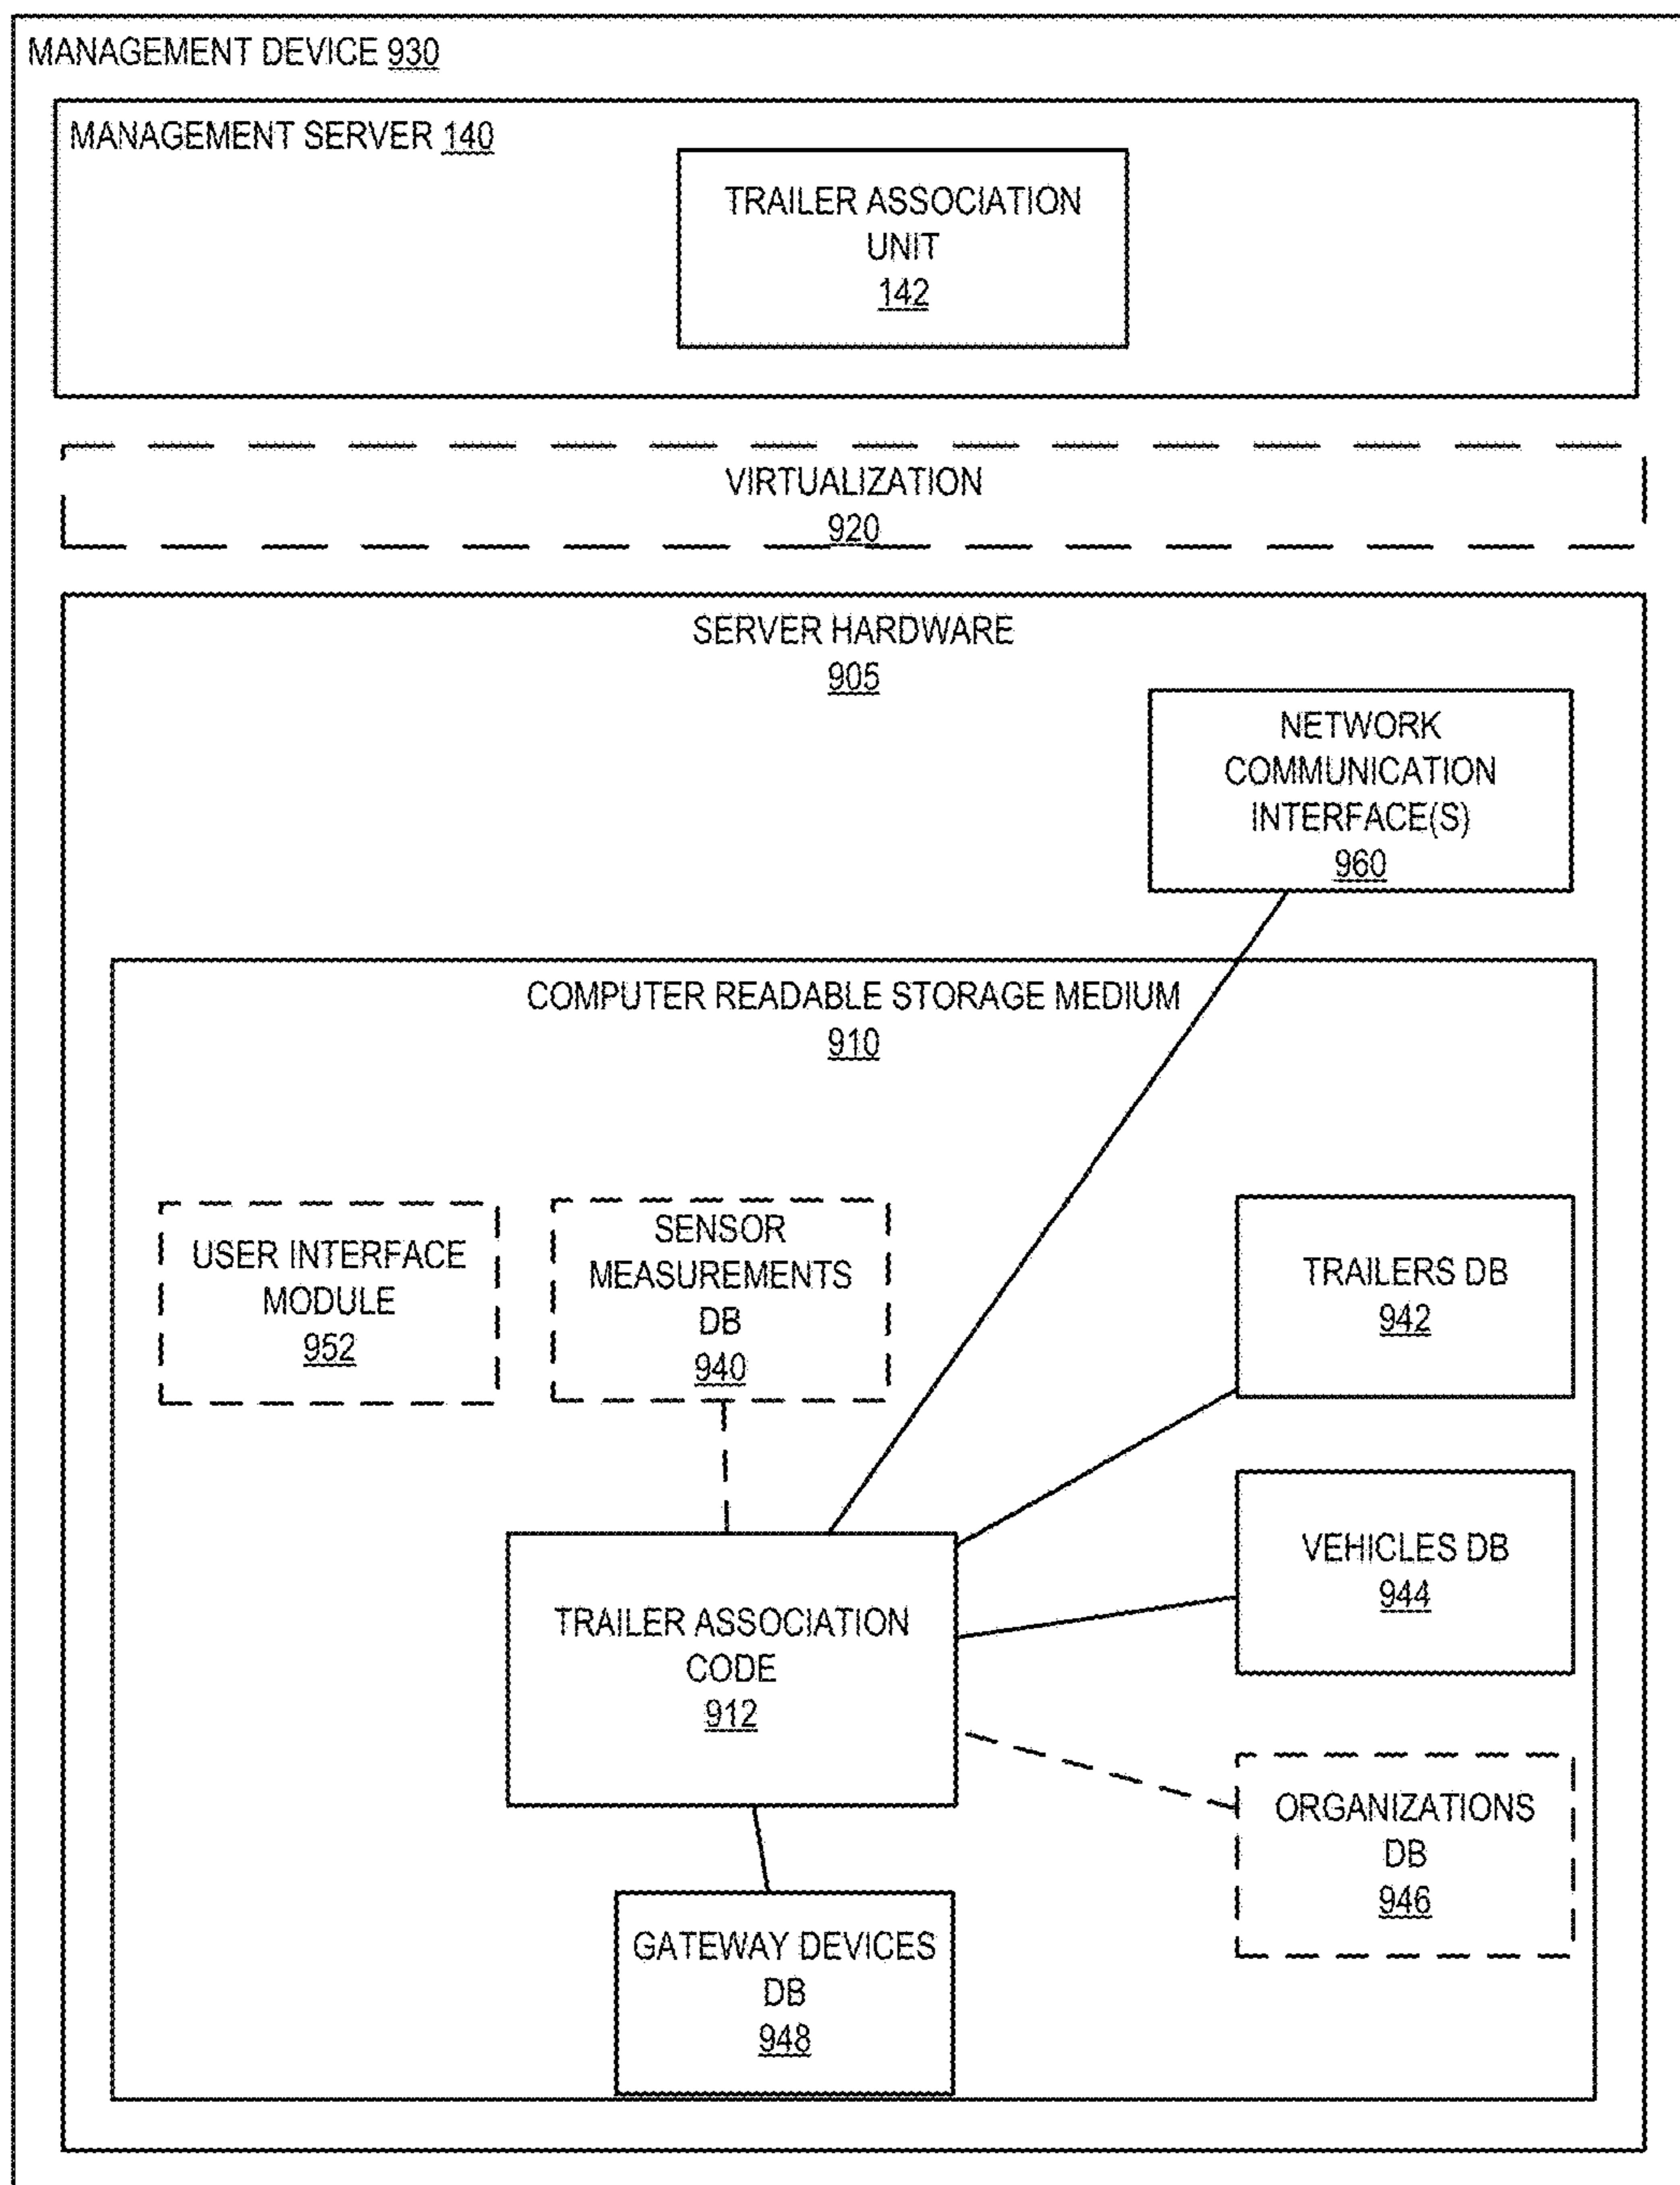 MANAGEMENT DEVICE 930
MANAGEMENT SERVER 140
TRAILER ASSOCIATION
UNIT
142
VIRTUALIZATION
920
SERVER HARDWARE
905
NETWORK
COMMUNICATION
INTERFACE(S)
960
COMPUTER READABLE STORAGE MEDIUM
910
USER INTERFACE
MODULE
952
SENSOR
MEASUREMENTS
DB
940
TRAILERS DB
942
VEHICLES DB
944
TRAILER ASSOCIATION
CODE
912
ORGANIZATIONS
DB
946
GATEWAY DEVICES
DB
948